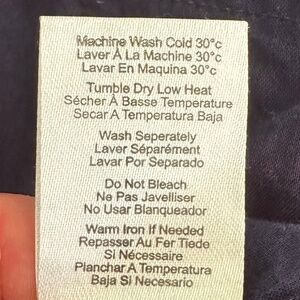 Machine Wash Cold 30°c
Laver À La Machine 30°c
Lavar En Maquina 30°c
Tumble Dry Low Heat
Sécher À Basse Temperature
Secar A Temperatura Baja
Wash Seperately
Laver Séparément
Lavar Por Separado
Do Not Bleach
Ne Pas Javelliser
No Usar Blanqueador
Warm Iron If Needed
Repasser Au Fer Tiede
Si Nécessaire
Planchar A Temperatura
Baja Si Necesario